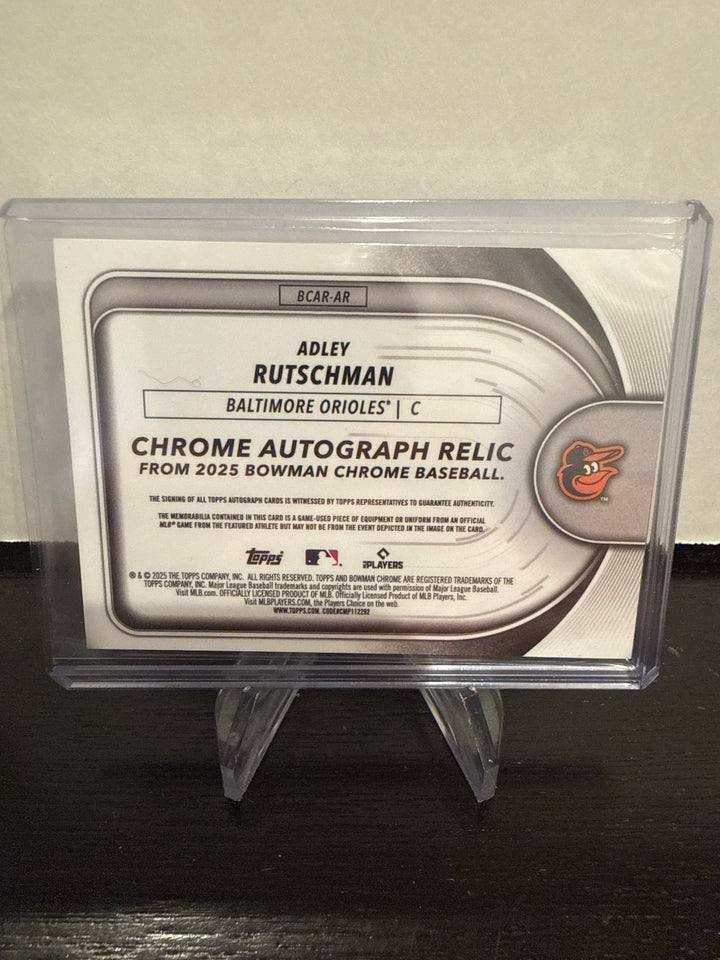 BCAR-AR
ADLEY
RUTSCHMAN
BALTIMORE ORIOLES® | C
CHROME AUTOGRAPH RELIC
FROM 2025 BOWMAN CHROME BASEBALL.
THE SIGNING OF ALL TOPPS AUTOGRAPH CARDS IS WITNESSED BY TOPPS REPRESENTATIVES TO GUARANTEE AUTHENTICITY.
THE MEMORABILIA CONTAINED IN THIS CARD IS A GAME-USED PIECE OF EQUIPMENT OR UNIFORM FROM AN OFFICIAL
MLB® GAME FROM THE FEATURED ATHLETE BUT MAY NOT BE FROM THE EVENT DEPICTED IN THE IMAGE ON THE CARD.
TM
topps PLAYERS
® & © 2025 THE TOPPS COMPANY, INC. ALL RIGHTS RESERVED. TOPPS AND BOWMAN CHROME ARE REGISTERED TRADEMARKS OF THE
TOPPS COMPANY, INC. Major League Baseball trademarks and copyrights are used with permission of Major League Baseball.
Visit MLB.com. OFFICIALLY LICENSED PRODUCT OF MLB. Officially Licensed Product of MLB Players, Inc.
Visit MLBPLAYERS.COM, the Players Choice on the web.
WWW.TOPPS.COM. CODE#CMP112292